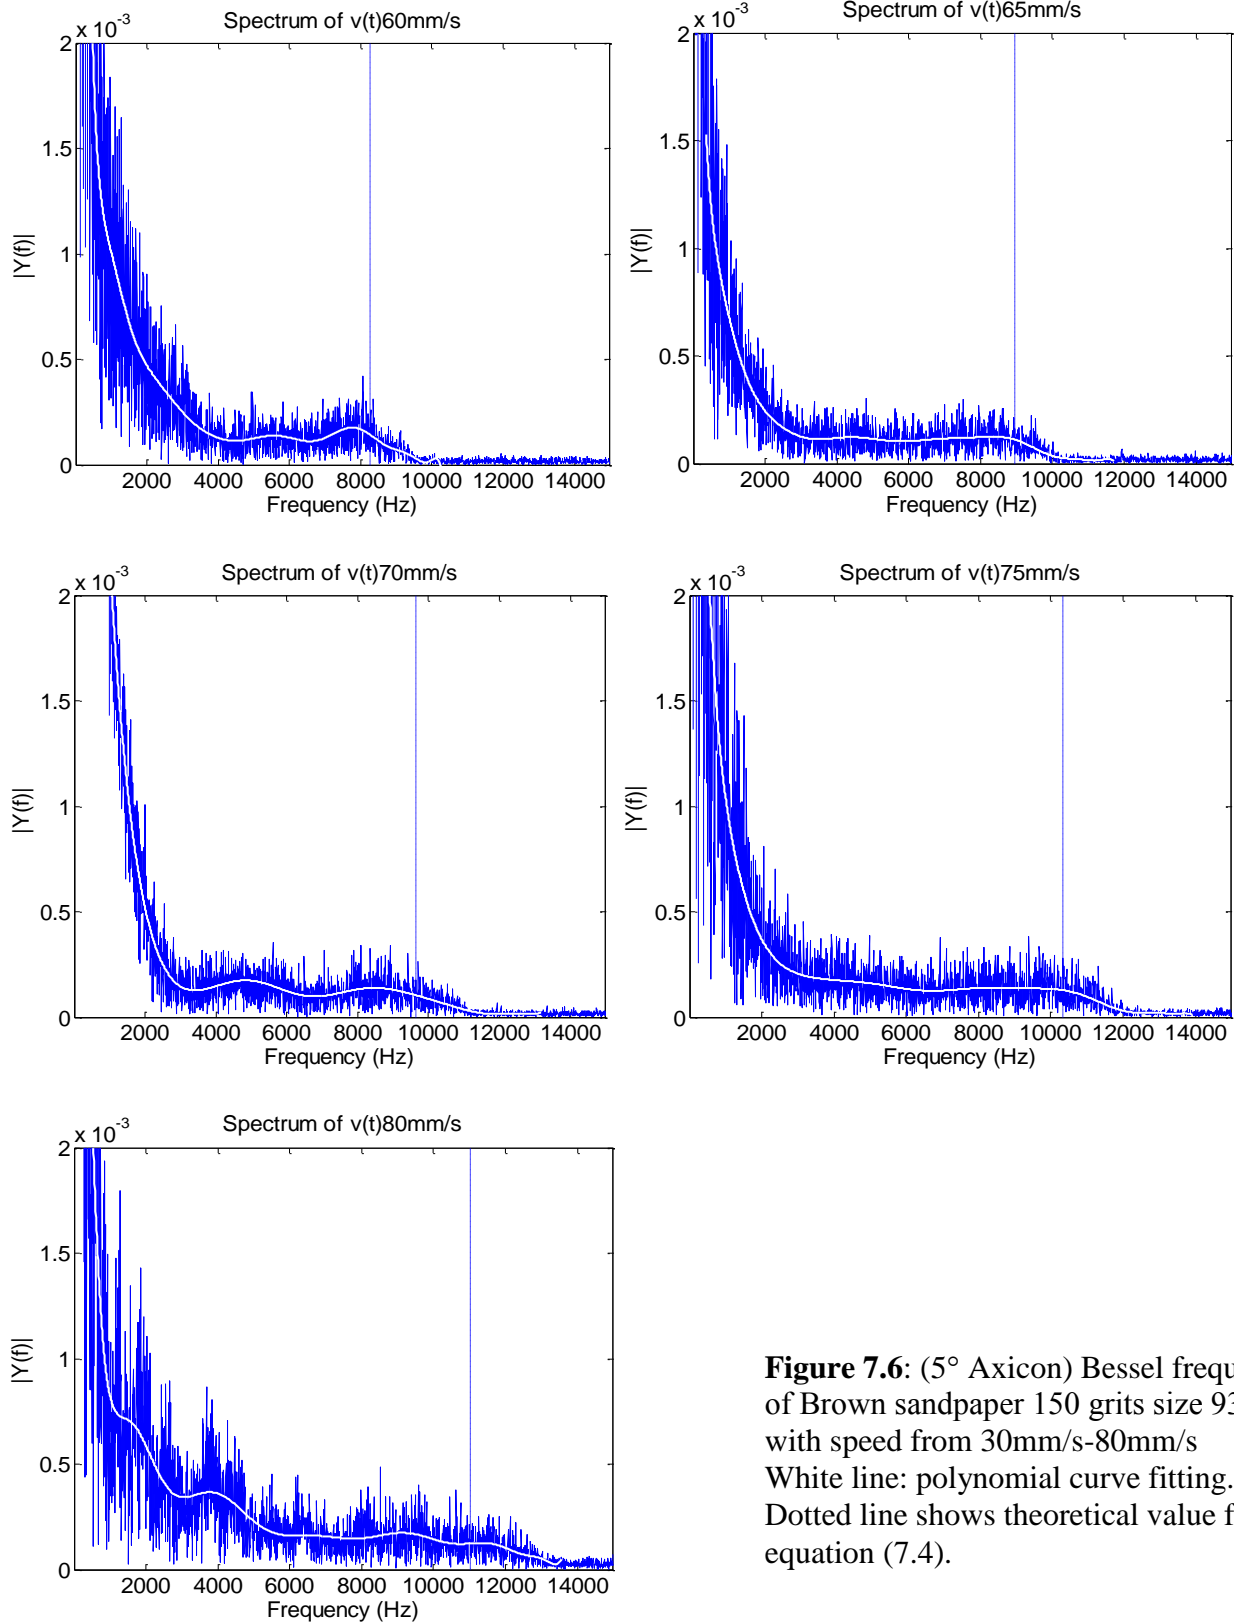 x 10-3
Spectrum of v(t)60mm/s
2
1.5
1
0.5
0
|Y(f)|
2000 4000 6000 8000 10000 12000 14000
Frequency (Hz)
x 10-3
Spectrum of v(t)65mm/s
2
1.5
1
0.5
0
|Y(f)|
2000 4000 6000 8000 10000 12000 14000
Frequency (Hz)
x 10-3
Spectrum of v(t)70mm/s
2
1.5
1
0.5
0
|Y(f)|
2000 4000 6000 8000 10000 12000 14000
Frequency (Hz)
x 10-3
Spectrum of v(t)75mm/s
2
1.5
1
0.5
0
|Y(f)|
2000 4000 6000 8000 10000 12000 14000
Frequency (Hz)
x 10-3
Spectrum of v(t)80mm/s
2
1.5
1
0.5
0
|Y(f)|
2000 4000 6000 8000 10000 12000 14000
Frequency (Hz)
Figure 7.6: (5° Axicon) Bessel
of Brown sandpaper 150 grits size
with speed from 30mm/s-80mm/s
White line: polynomial curve fitting.
Dotted line shows theoretical value
equation (7.4).